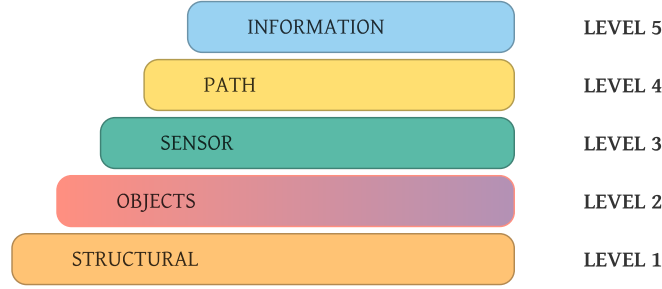 INFORMATION LEVEL 5
PATH LEVEL 4
SENSOR LEVEL 3
OBJECTS LEVEL 2
STRUCTURAL LEVEL 1